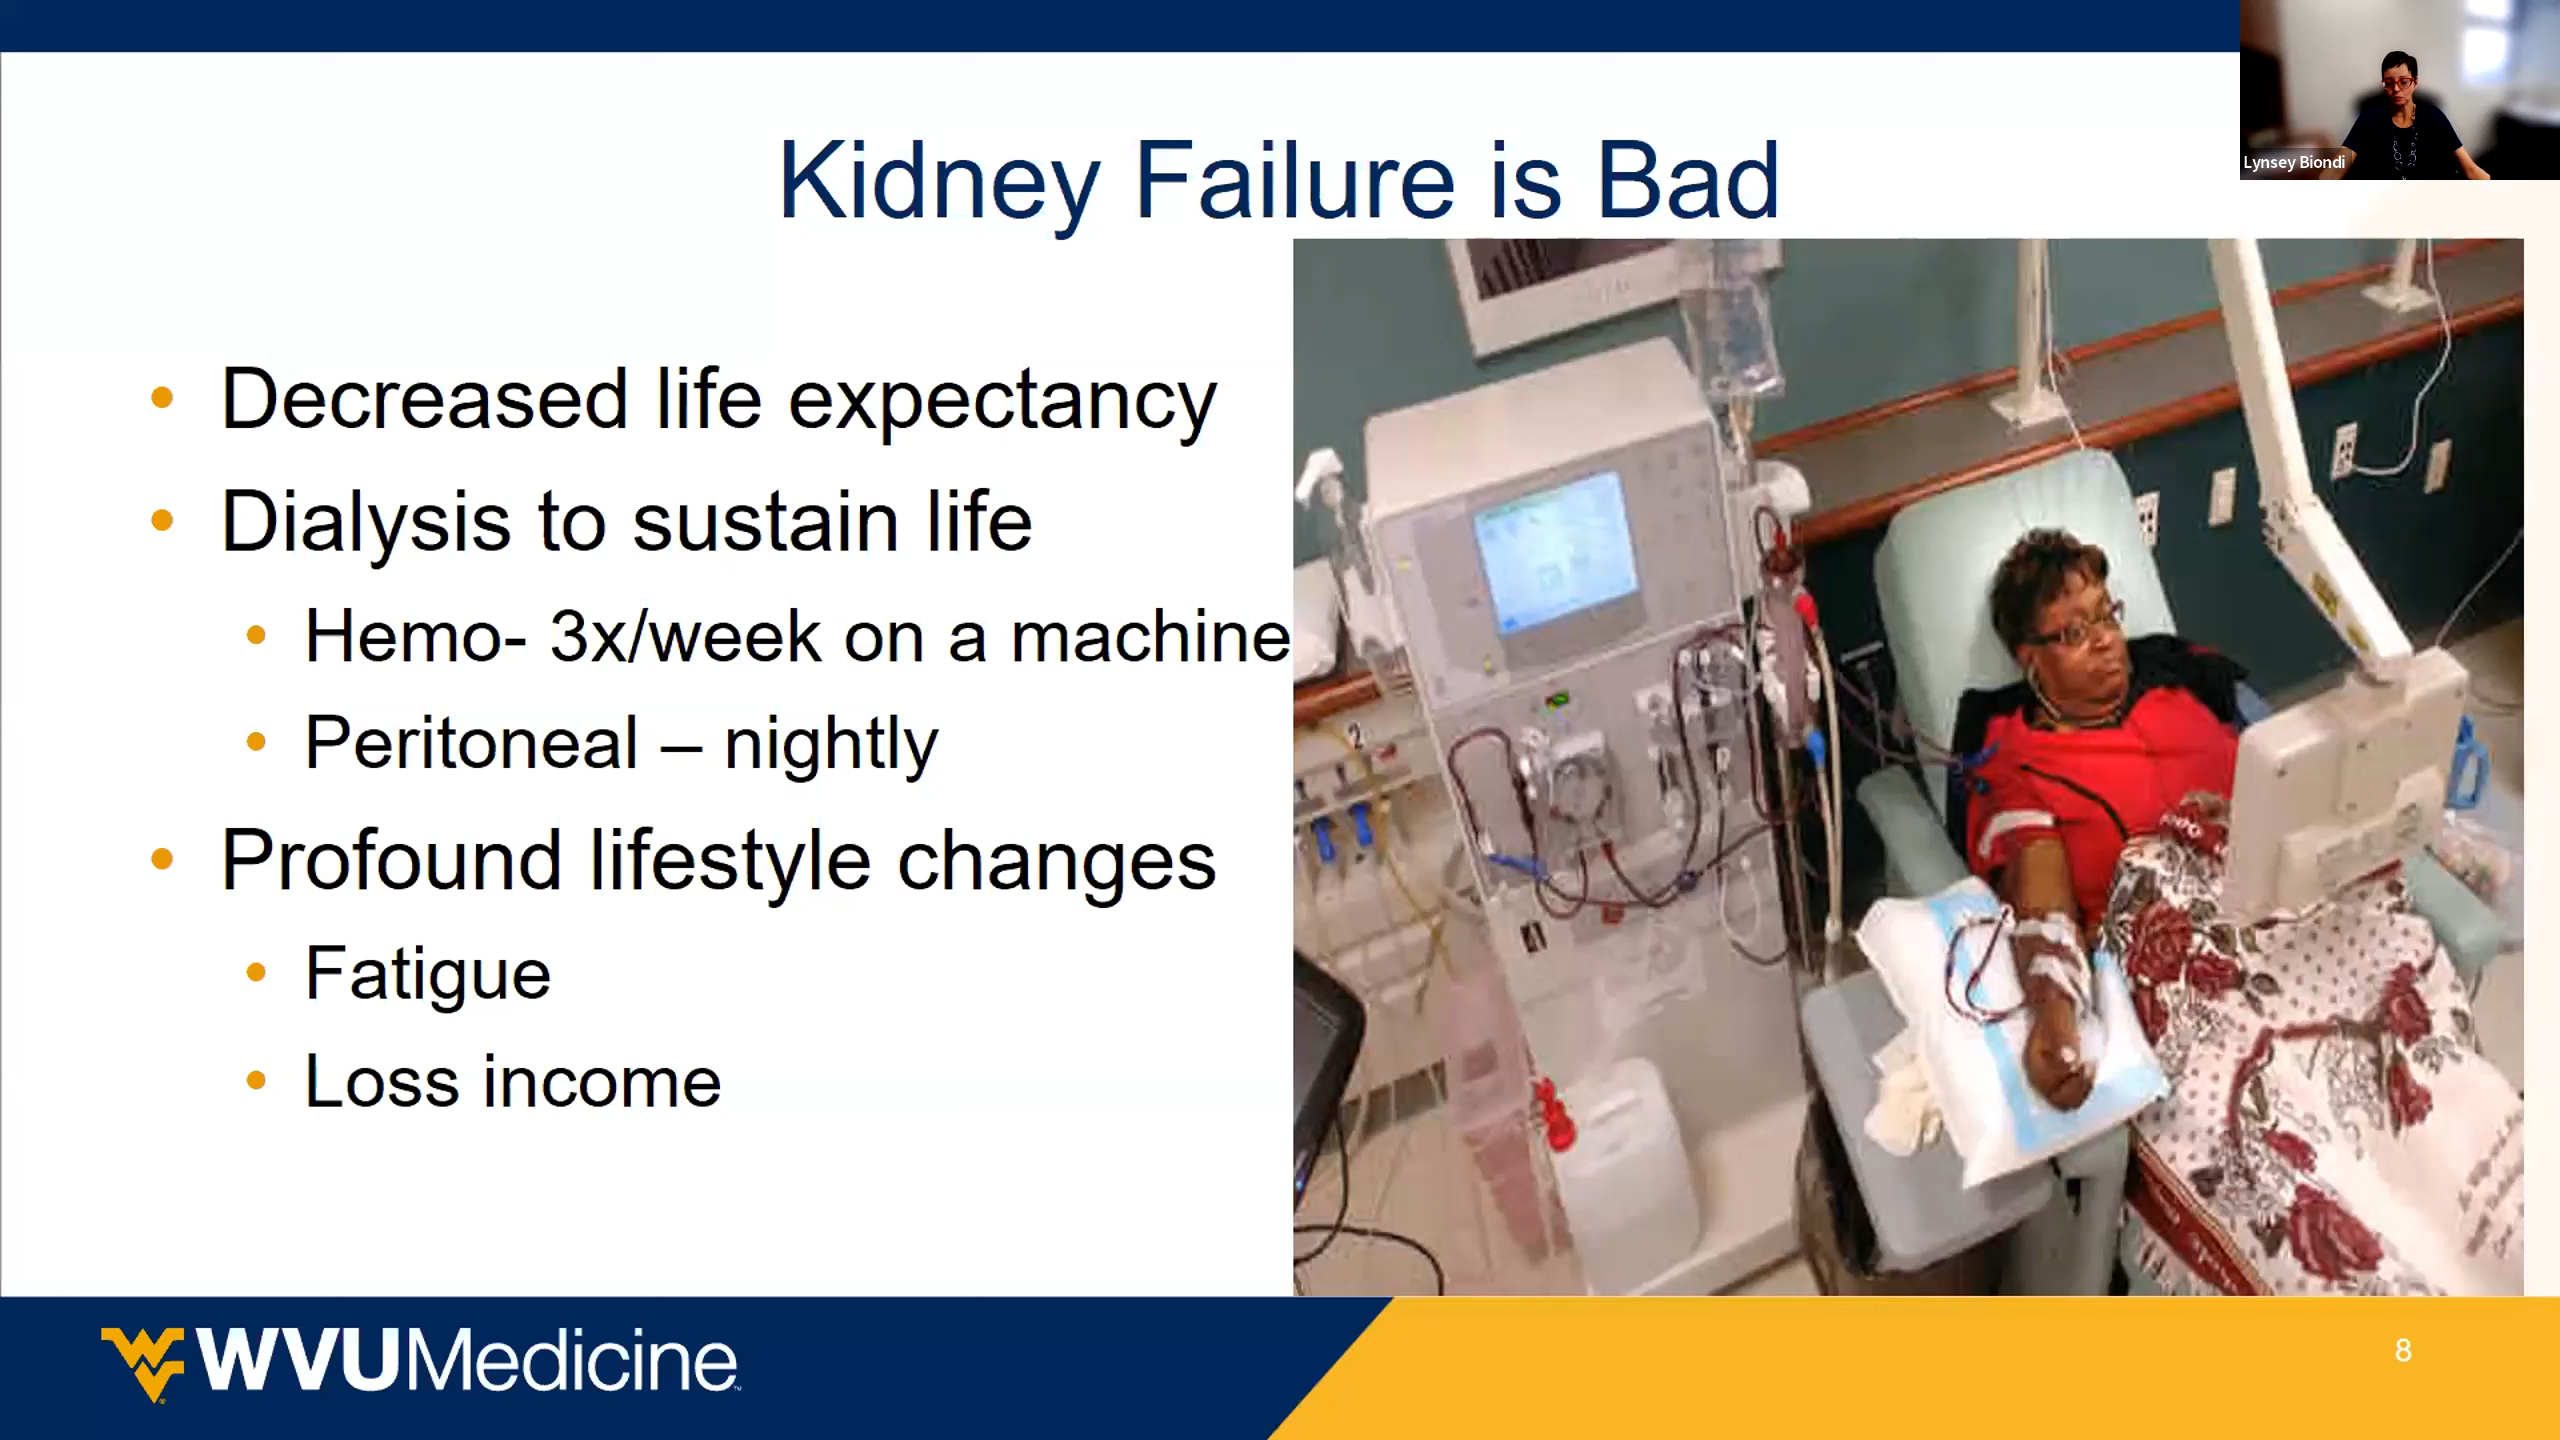 Lynsey Biondi
Kidney Failure is Bad
• Decreased life expectancy
• Dialysis to sustain life
• Hemo- 3x/week on a machine
• Peritoneal – nightly
• Profound lifestyle changes
• Fatigue
• Loss income
2
WVUMedicine
8